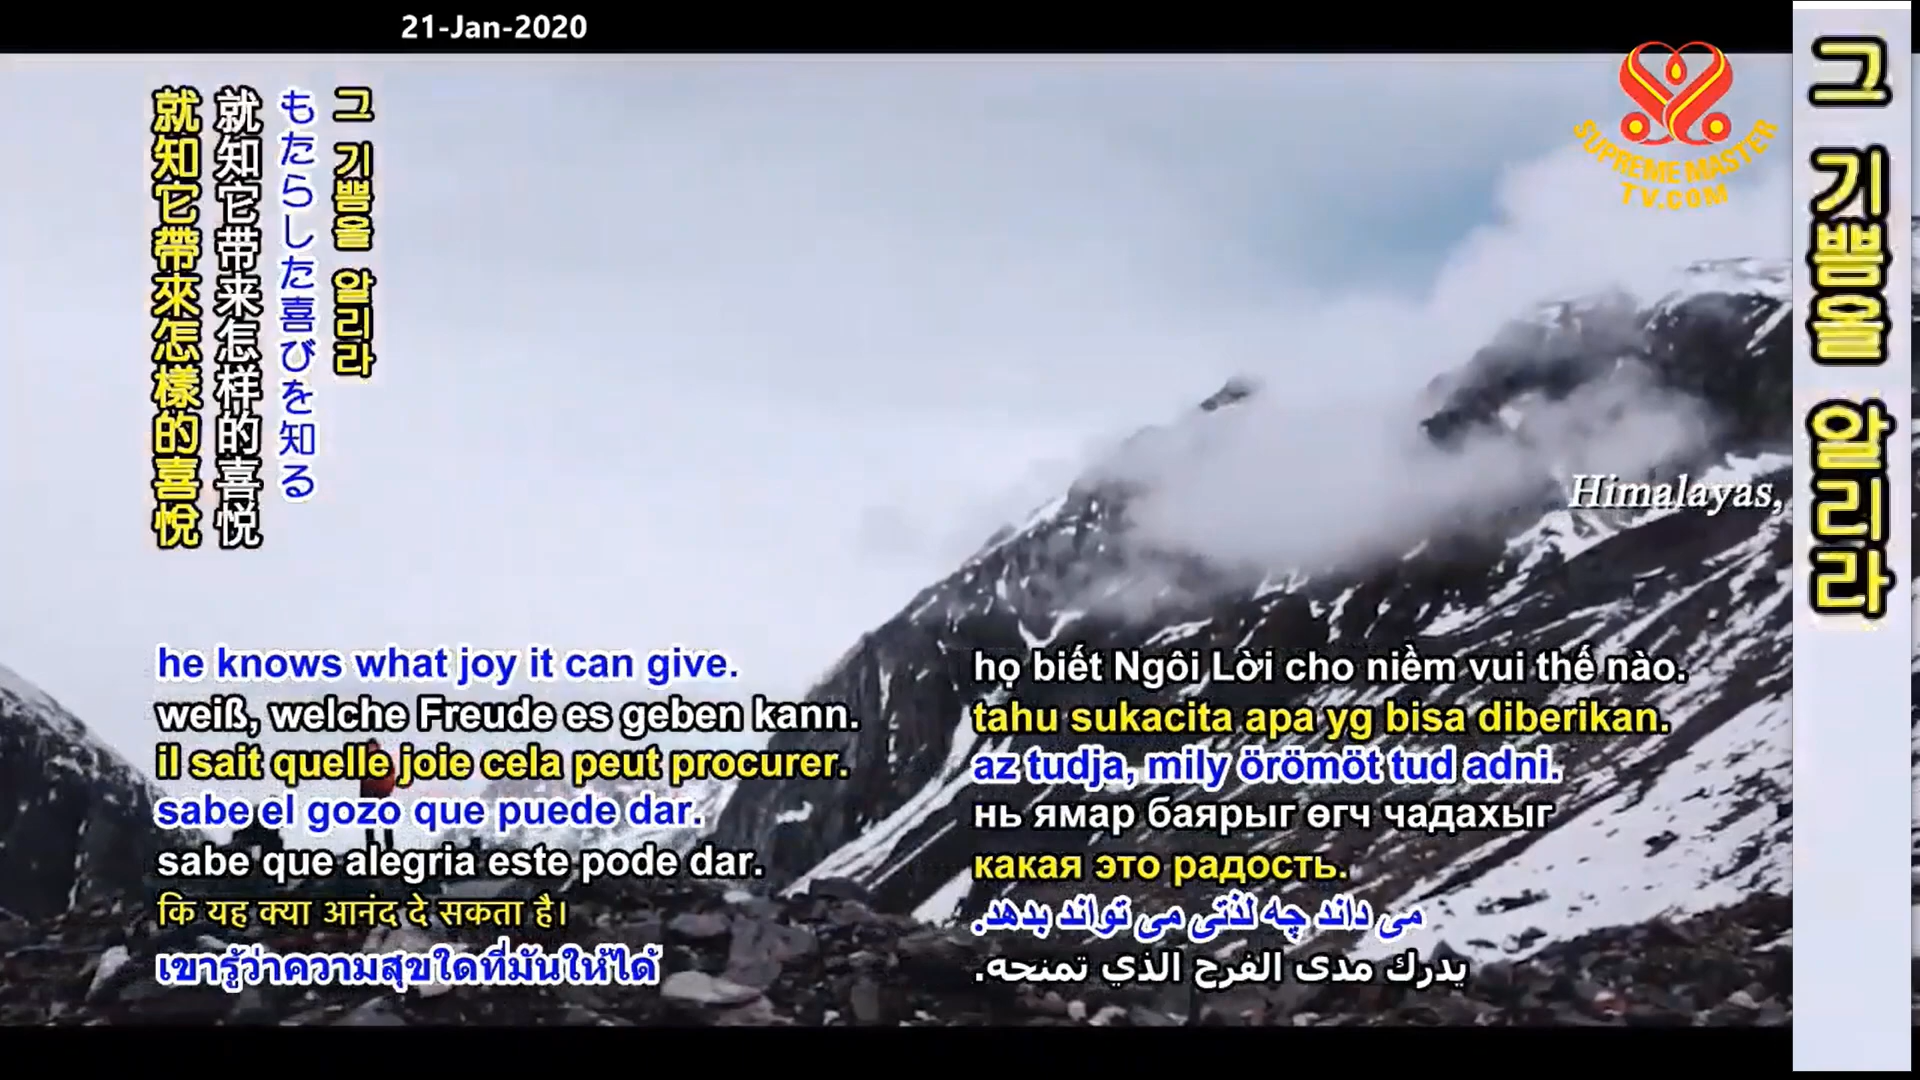 21-Jan-2020
SUPREME MASTER
TV.COM
그 기쁨을 알리라
그 기쁨을 알리라
もたらした喜びを知る
就知它带来怎样的喜悦
就知它帶來怎樣的喜悅
Himalayas,
he knows what joy it can give.
weiß, welche Freude es geben kann.
il sait quelle joie cela peut procurer.
sabe el gozo que puede dar.
sabe que alegria este pode dar.
कि यह क्या आनंद दे सकता है।
เขารู้ว่าความสุขใดที่มันให้ได้
họ biết Ngôi Lời cho niềm vui thế nào.
tahu sukacita apa yg bisa diberikan.
az tudja, mily örömöt tud adni.
нь ямар баярыг өгч чадахыг
какая это радость.
می داند چه لذتی می تواند بدهد.
يدرك مدى الفرح الذي تمنحه.